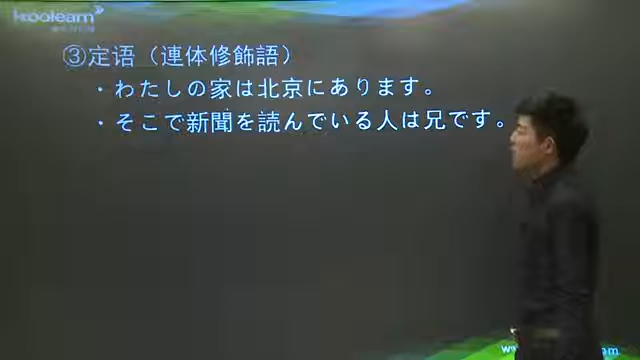 koolearn
③定语（連体修飾語）
・わたしの家は北京にあります。
・そこで新聞を読んでいる人は兄です。